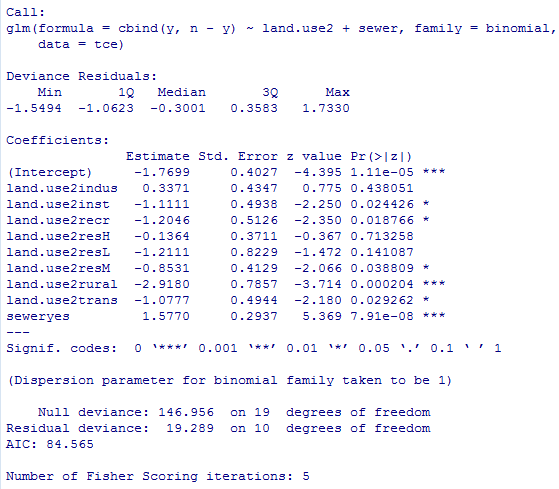 Call:
glm(formula = cbind(y, n - y) ~ land.use2 + sewer, family = binomial,
    data = tce)
Deviance Residuals:
    Min       1Q   Median       3Q      Max
-1.5494  -1.0623  -0.3001   0.3583   1.7330
Coefficients:
               Estimate Std. Error z value Pr(>|z|)
(Intercept)     -1.7699     0.4027  -4.395 1.11e-05 ***
land.use2indus   0.3371     0.4347   0.775 0.438051
land.use2inst   -1.1111     0.4938  -2.250 0.024426 *
land.use2recr   -1.2046     0.5126  -2.350 0.018766 *
land.use2resH   -0.1364     0.3711  -0.367 0.713258
land.use2resL   -1.2111     0.8229  -1.472 0.141087
land.use2resM   -0.8531     0.4129  -2.066 0.038809 *
land.use2rural  -2.9180     0.7857  -3.714 0.000204 ***
land.use2trans  -1.0777     0.4944  -2.180 0.029262 *
seweryes         1.5770     0.2937   5.369 7.91e-08 ***
---
Signif. codes:  0 ‘***’ 0.001 ‘**’ 0.01 ‘*’ 0.05 ‘.’ 0.1 ‘ ’ 1
(Dispersion parameter for binomial family taken to be 1)
    Null deviance: 146.956  on 19  degrees of freedom
Residual deviance:  19.289  on 10  degrees of freedom
AIC: 84.565
Number of Fisher Scoring iterations: 5